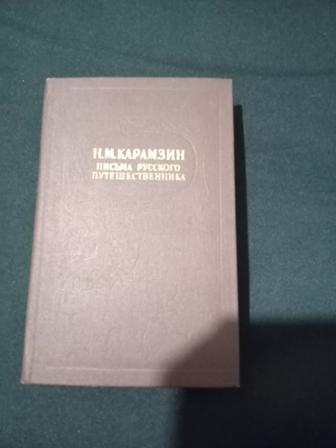 Н.М.КАРАМЗИН
ПИСЬМА РУССКОГО
ПУТЕШЕСТВЕННИКА